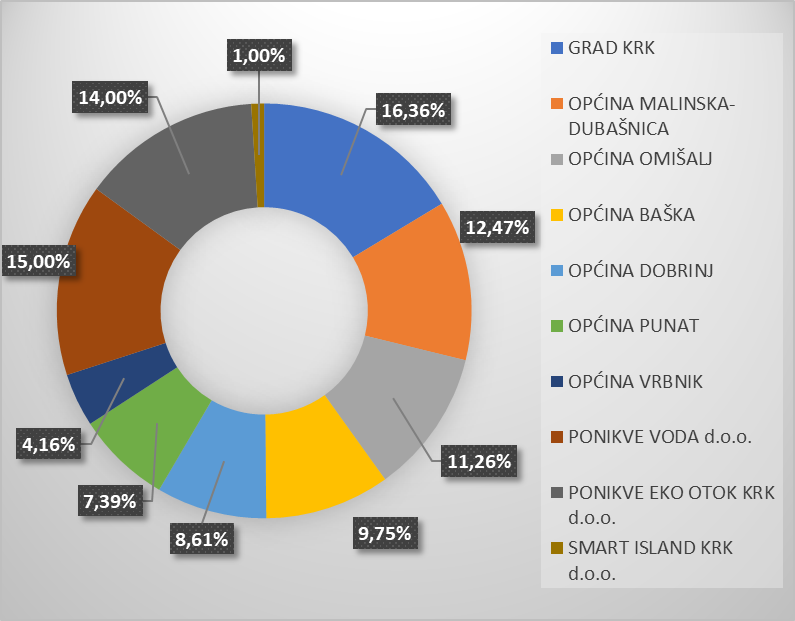 1,00%
14,00%
16,36%
12,47%
15,00%
4,16%
11,26%
7,39%
8,61%
9,75%
GRAD KRK
OPĆINA MALINSKA-
DUBAŠNICA
OPĆINA OMIŠALJ
OPĆINA BAŠKA
OPĆINA DOBRINJ
OPĆINA PUNAT
OPĆINA VRBNIK
PONIKVE VODA d.o.o.
PONIKVE EKO OTOK KRK
d.o.o.
SMART ISLAND KRK
d.o.o.